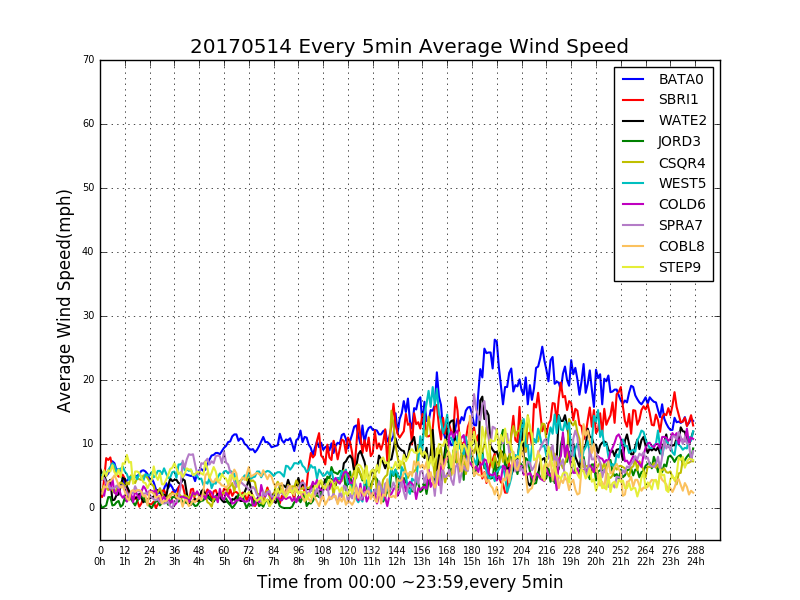 20170514 Every 5min Average Wind Speed
70
60
50
40
30
20
10
0
Average Wind Speed(mph)
BATA0
SBRI1
WATE2
JORD3
CSQR4
WEST5
COLD6
SPRA7
COBL8
STEP9
0 12 24 36 48 60 72 84 96 108 120 132 144 156 168 180 192 204 216 228 240 252 264 276 288
0h 1h 2h 3h 4h 5h 6h 7h 8h 9h 10h 11h 12h 13h 14h 15h 16h 17h 18h 19h 20h 21h 22h 23h 24h
Time from 00:00 ~23:59,every 5min